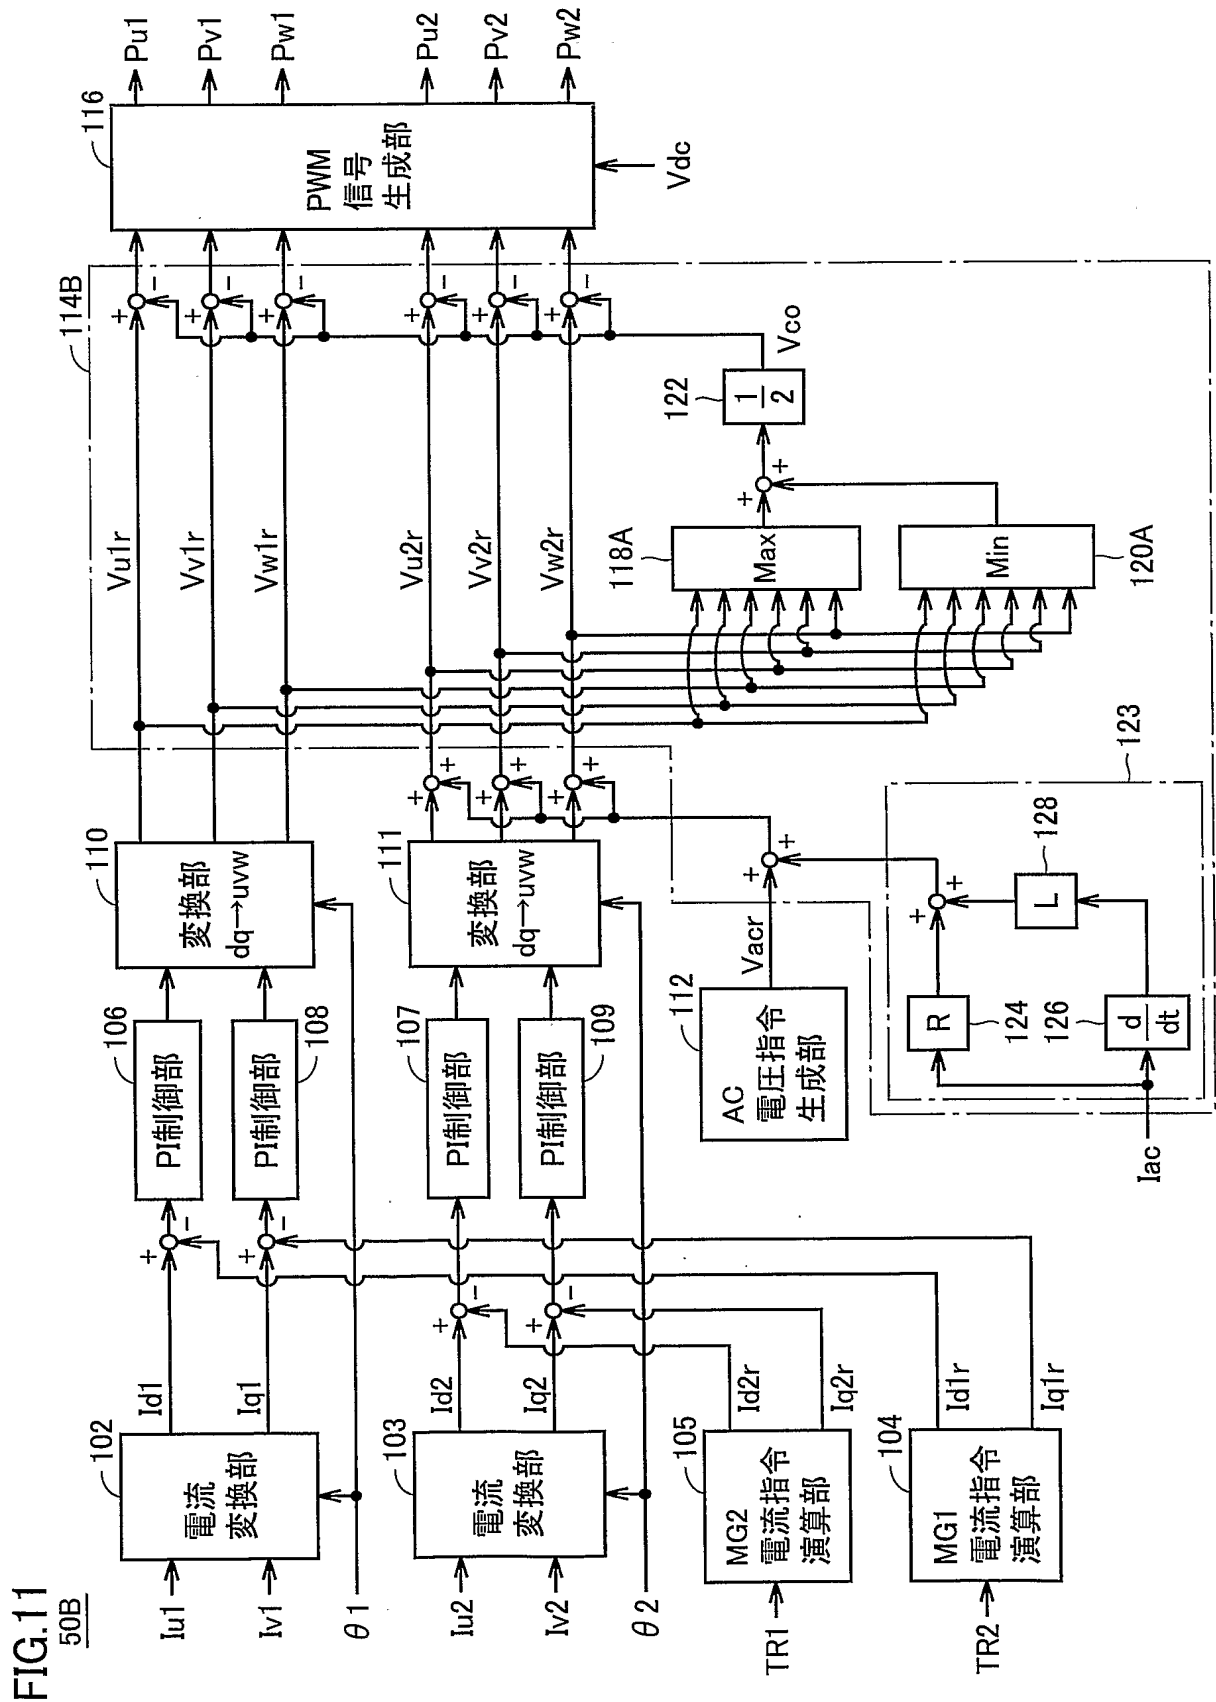 FIG.11
50B
Iu1
Iv1
θ1
102
電流
変換部
Id1
Iq1
+
-
+
-
106
PI制御部
PI制御部
108
110
変換部
dq→uvw
Iu2
Iv2
θ2
103
電流
変換部
Id2
Iq2
+
-
+
-
107
PI制御部
PI制御部
109
111
変換部
dq→uvw
+
+
+
+
+
+
TR1
105
MG2
電流指令
演算部
Id2r
Iq2r
TR2
104
MG1
電流指令
演算部
Id1r
Iq1r
112
AC
電圧指令
生成部
Vacr
+
+
Iac
R
124
126
d
dt
L
128
+
+
123
114B
Vu1r
Vv1r
Vw1r
Vu2r
Vv2r
Vw2r
118A
Max
Min
120A
+
+
122
1
2
Vco
+
-
+
-
+
-
+
-
+
-
+
-
116
PWM
信号
生成部
Vdc
Pu1
Pv1
Pw1
Pu2
Pv2
Pw2